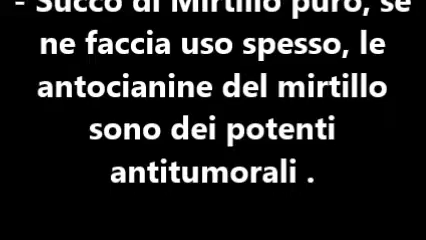 - Succo di Mirtillo puro, se
ne faccia uso spesso, le
antocianine del mirtillo
sono dei potenti
antitumorali .